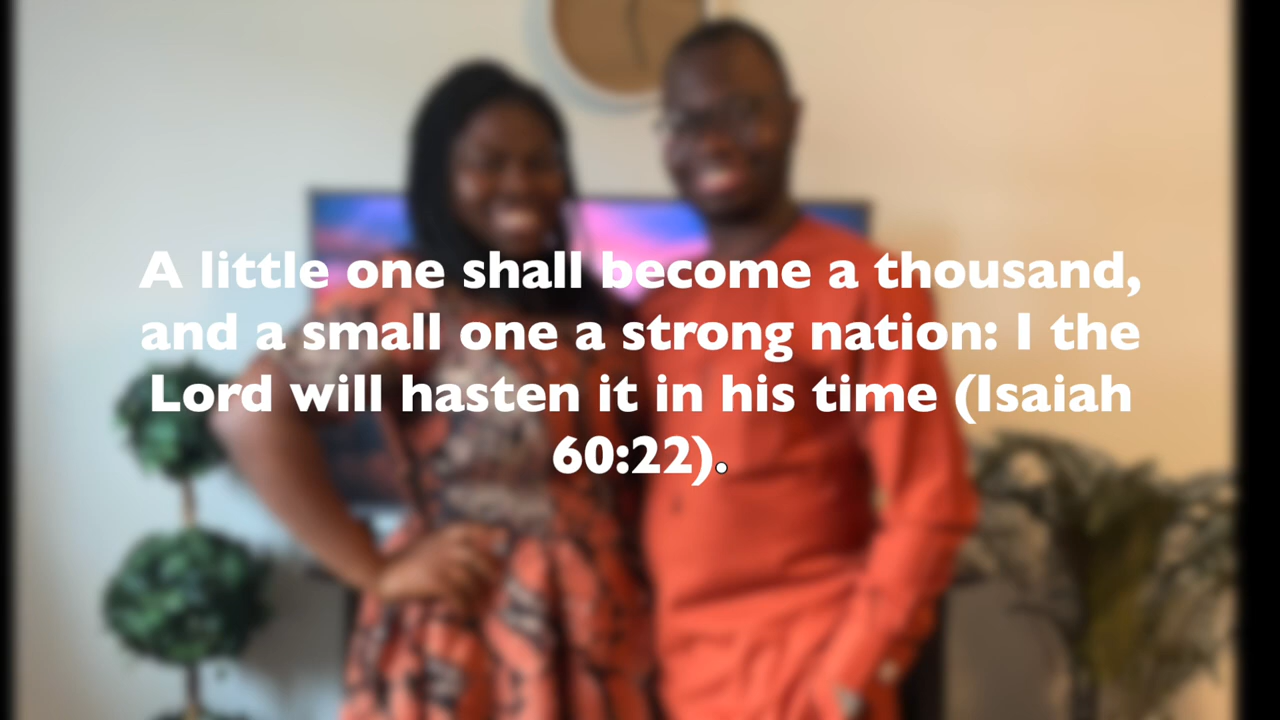 A little one shall become a thousand,
and a small one a strong nation: I the
Lord will hasten it in his time (Isaiah
60:22).